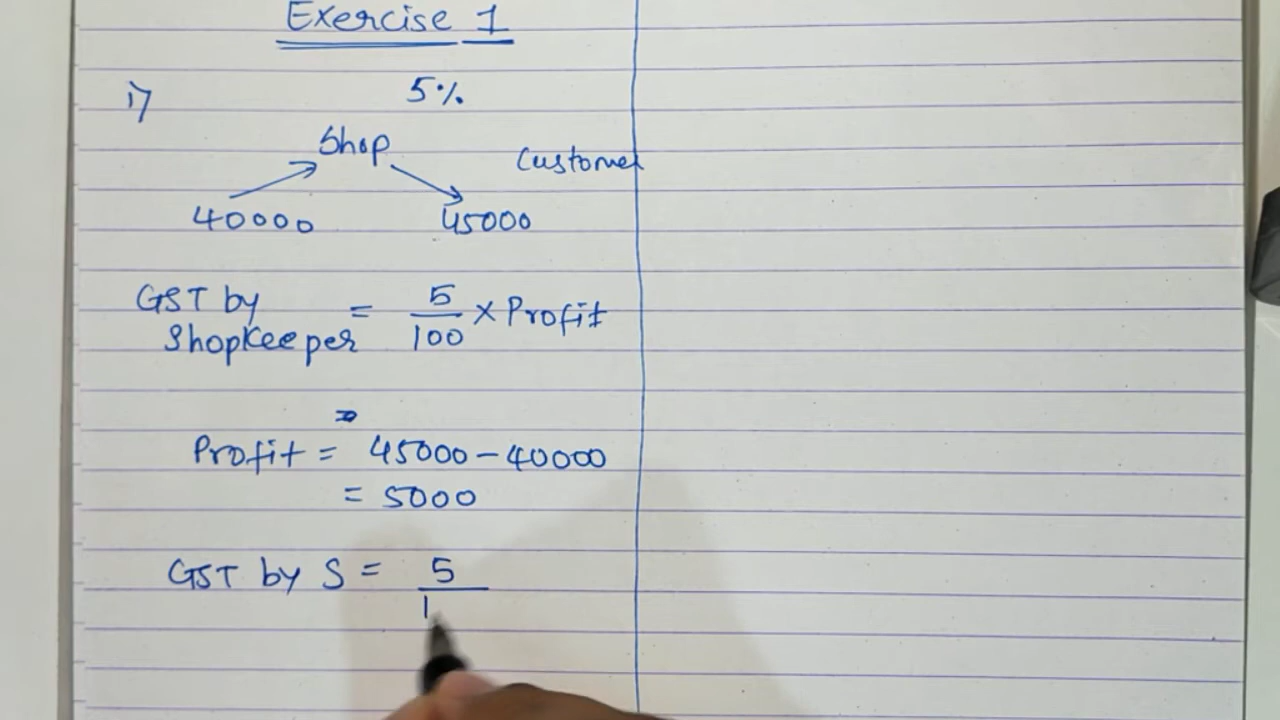 Exercise 1
1)
5%
Shop
Customer
40000 45000
GST by Shopkeeper = 5/100 × Profit
Profit = 45000 - 40000
= 5000
GST by S = 5
1